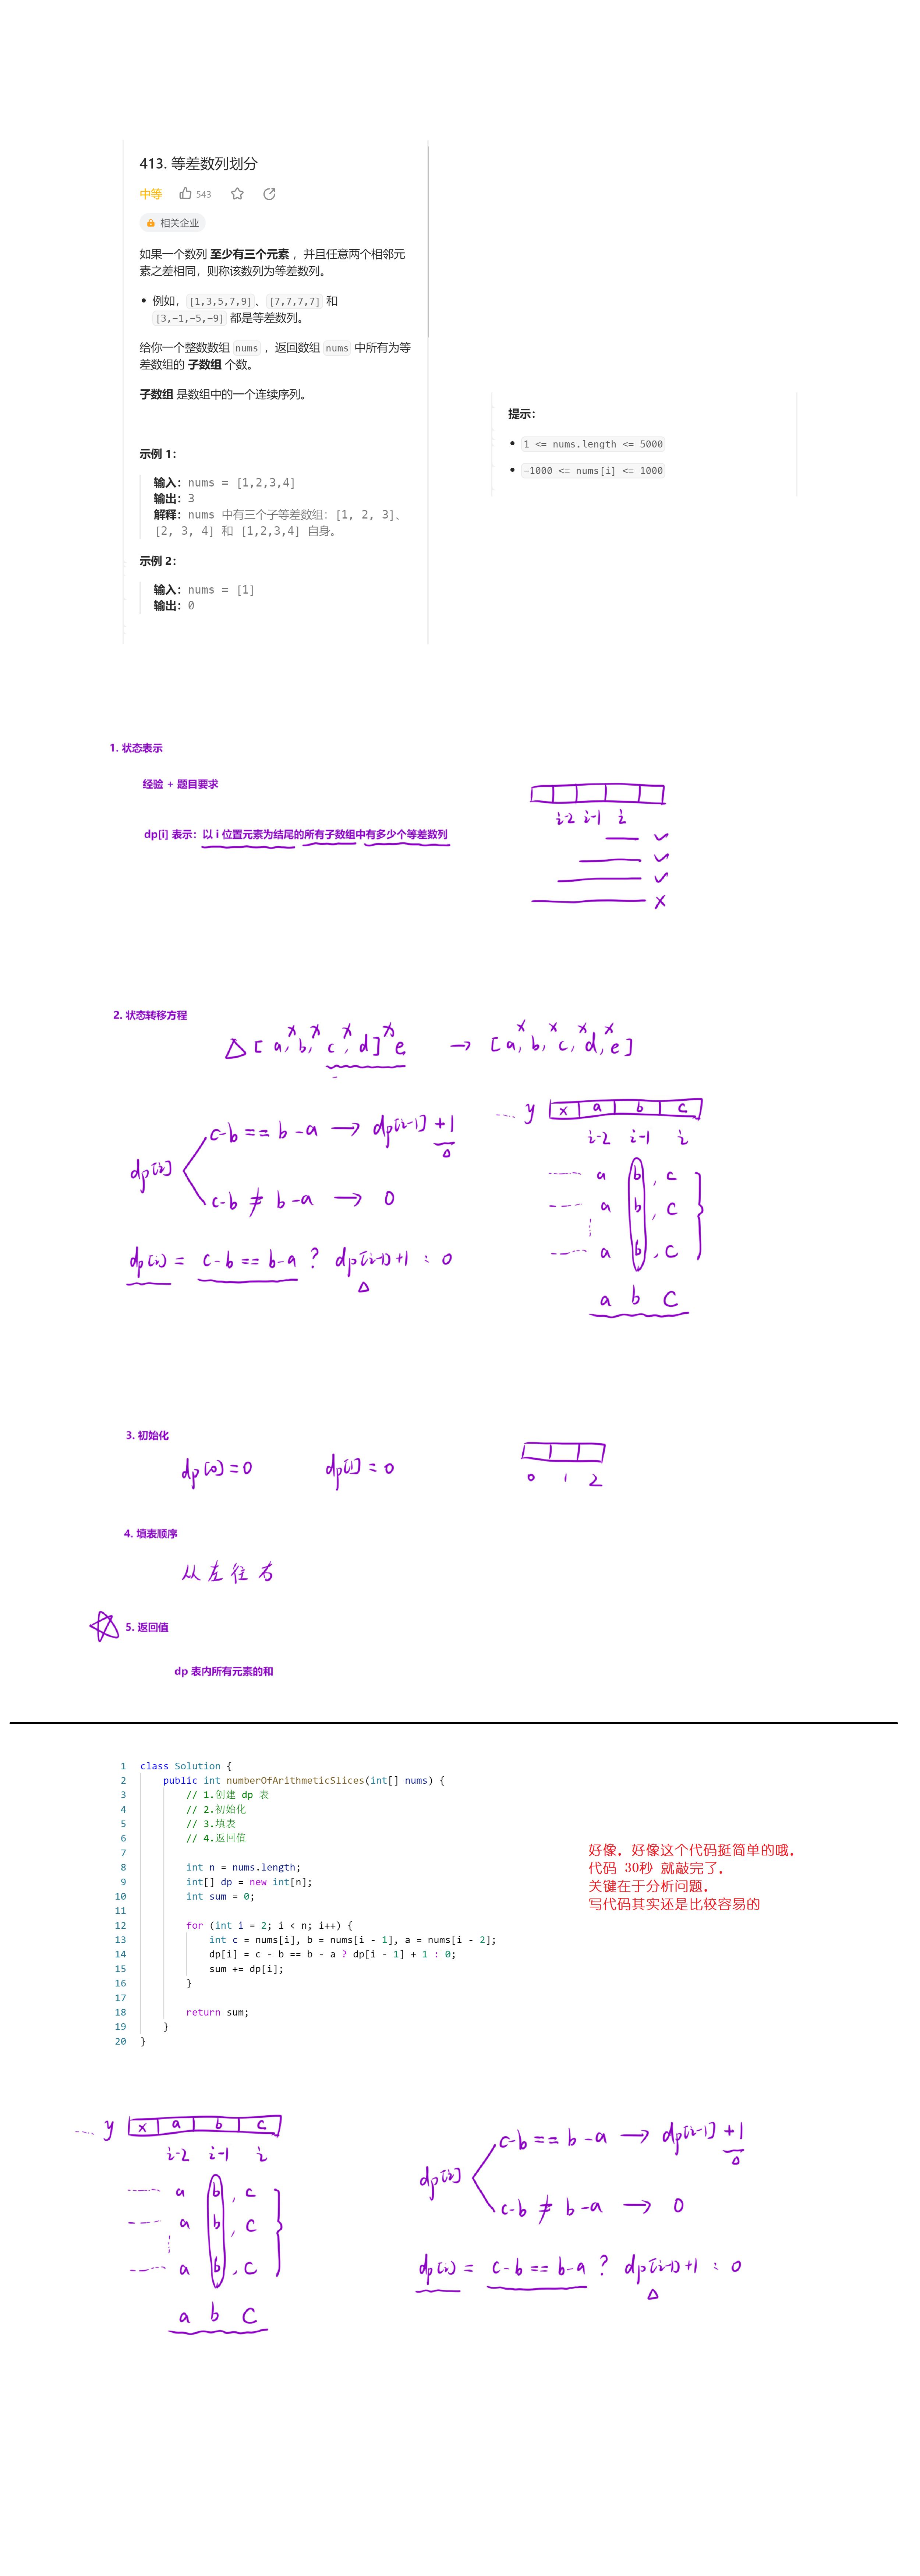 413. 等差数列划分
中等 543
相关企业
如果一个数列 至少有三个元素 ，并且任意两个相邻元
素之差相同，则称该数列为等差数列。
• 例如，[1,3,5,7,9]、[7,7,7,7] 和
[3,−1,−5,−9] 都是等差数列。
给你一个整数数组 nums ，返回数组 nums 中所有为等
差数组的 子数组 个数。
子数组 是数组中的一个连续序列。
示例 1：
输入：nums = [1,2,3,4]
输出：3
解释：nums 中有三个子等差数组：[1, 2, 3]、
[2, 3, 4] 和 [1,2,3,4] 自身。
示例 2：
输入：nums = [1]
输出：0
提示：
• 1 <= nums.length <= 5000
• −1000 <= nums[i] <= 1000
1. 状态表示
经验 + 题目要求
dp[i] 表示：以 i 位置元素为结尾的所有子数组中有多少个等差数列
i-2 i-1 i
✓
✓
✓
×
2. 状态转移方程
△ [ a, b, c, d ] e → [ a, b, c, d, e ]
dp[i]
c-b == b-a → dp[i-1] +1
c-b ≠ b-a → 0
dp[i] = c-b == b-a ? dp[i-1]+1 : 0
... y x a b c
i-2 i-1 i
--- a b , c
--- a b , c
--- a b , c
a b c
3. 初始化
dp[0]=0 dp[1]=0
0 1 2
4. 填表顺序
从左往右
5. 返回值
dp 表内所有元素的和
1 class Solution {
2 public int numberOfArithmeticSlices(int[] nums) {
3 // 1.创建 dp 表
4 // 2.初始化
5 // 3.填表
6 // 4.返回值
7
8 int n = nums.length;
9 int[] dp = new int[n];
10 int sum = 0;
11
12 for (int i = 2; i < n; i++) {
13 int c = nums[i], b = nums[i - 1], a = nums[i - 2];
14 dp[i] = c - b == b - a ? dp[i - 1] + 1 : 0;
15 sum += dp[i];
16 }
17
18 return sum;
19 }
20 }
好像，好像这个代码挺简单的哦，
代码 30秒 就敲完了，
关键在于分析问题，
写代码其实还是比较容易的
... y x a b c
i-2 i-1 i
--- a b , c
--- a b , c
--- a b , c
a b c
dp[i]
c-b == b-a → dp[i-1] +1
c-b ≠ b-a → 0
dp[i] = c-b == b-a ? dp[i-1]+1 : 0